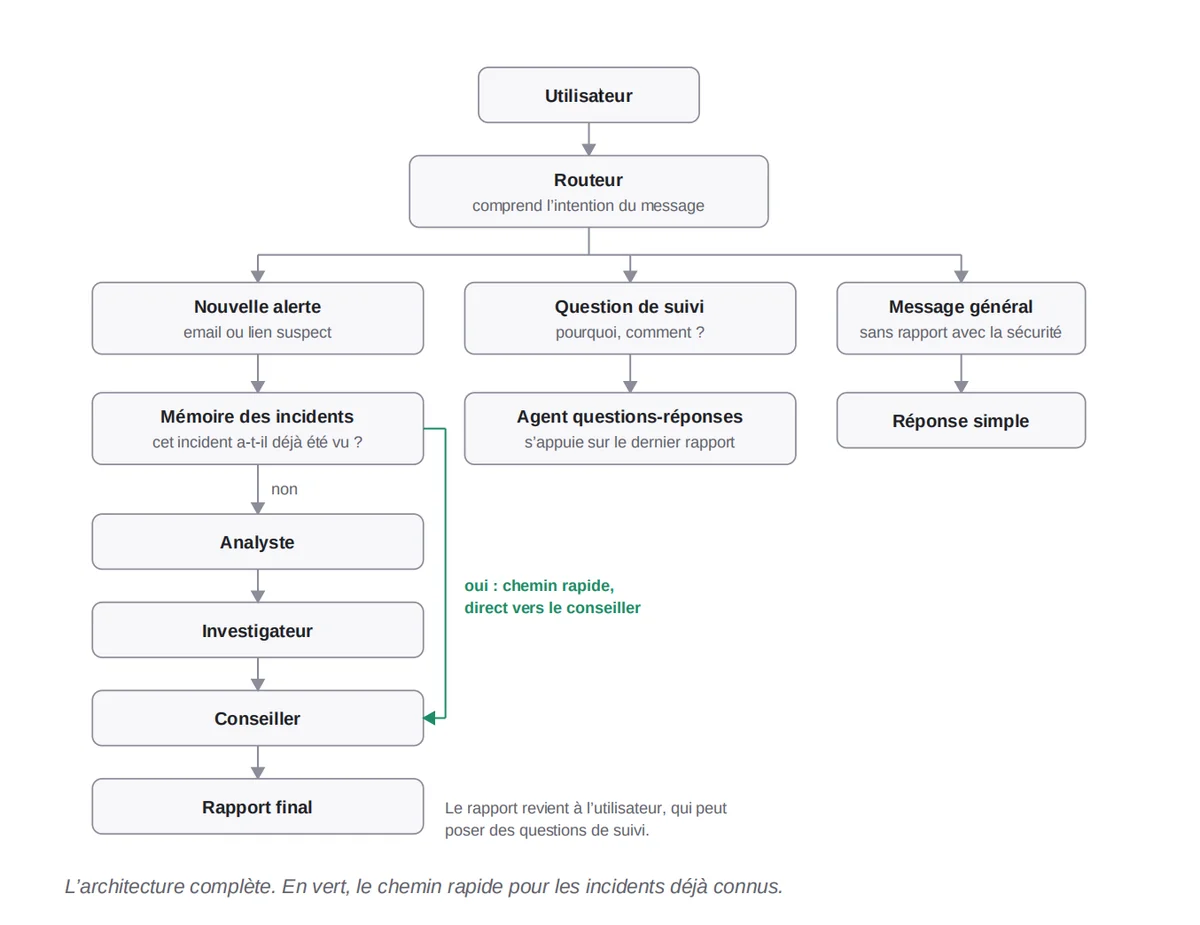 Utilisateur
Routeur
comprend l’intention du message
Nouvelle alerte
email ou lien suspect
Question de suivi
pourquoi, comment ?
Message général
sans rapport avec la sécurité
Mémoire des incidents
cet incident a-t-il déjà été vu ?
Agent questions-réponses
s’appuie sur le dernier rapport
Réponse simple
non
Analyste
oui : chemin rapide,
direct vers le conseiller
Investigateur
Conseiller
Rapport final
Le rapport revient à l’utilisateur, qui peut
poser des questions de suivi.
L’architecture complète. En vert, le chemin rapide pour les incidents déjà connus.